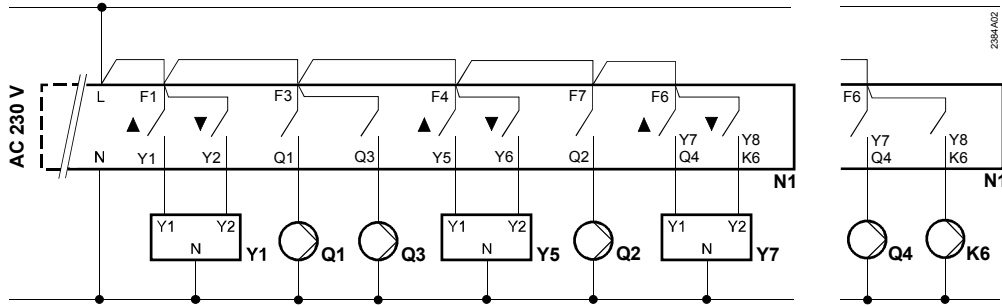 2384A02
AC 230 V
L F1 F3 F4 F7 F6 F6
Y7 Y8 Y7 Y8
N Y1 Y2 Q1 Q3 Y5 Y6 Q2 Q4 K6 Q4 K6
N1 N1
Y1 Y2 Y1 Y2 Y1 Y2
N Y1 Q1 Q3 N Y5 Q2 N Y7 Q4 K6